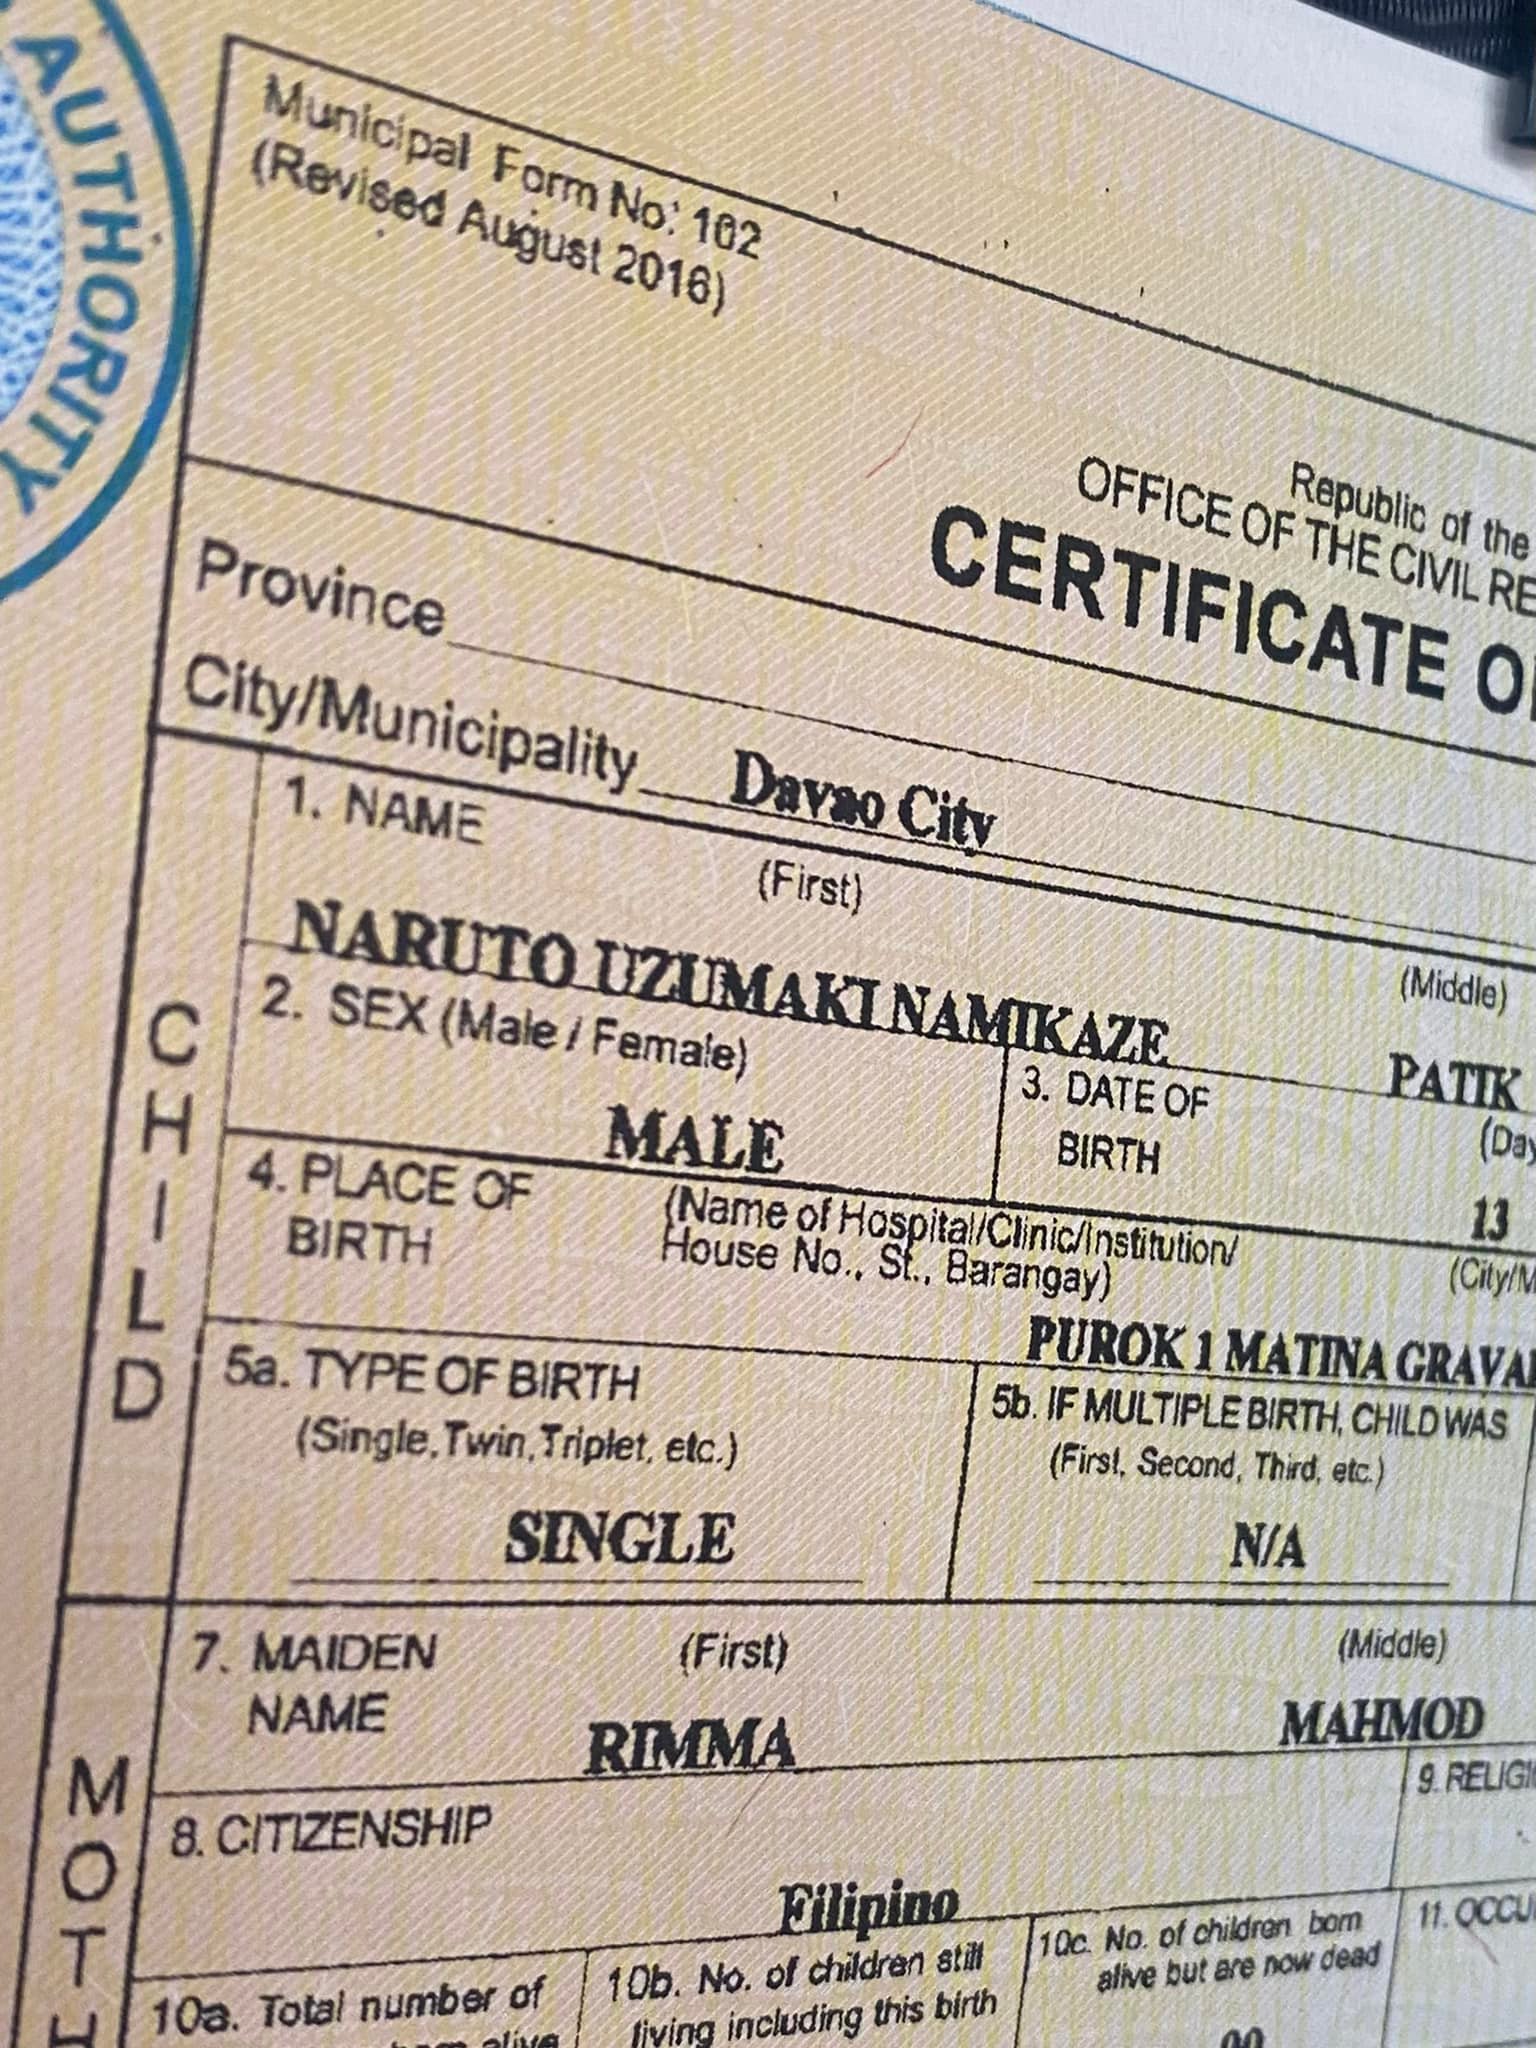 AUTHORITY
Municipal Form No. 102
(Revised August 2016)
Republic of the
OFFICE OF THE CIVIL RE
CERTIFICATE O
Province
City/Municipality Davao City
1. NAME
(First) (Middle)
NARUTO UZUMAKI NAMIKAZE PATIK
2. SEX (Male / Female)
MALE
3. DATE OF
BIRTH
(Day
13
4. PLACE OF
BIRTH
(Name of Hospital/Clinic/Institution/
House No., St., Barangay)
(City/M
PUROK 1 MATINA GRAVA
5a. TYPE OF BIRTH
(Single, Twin, Triplet, etc.)
SINGLE
5b. IF MULTIPLE BIRTH, CHILD WAS
(First, Second, Third, etc.)
N/A
CHILD
7. MAIDEN
NAME
(First) (Middle)
RIMMA MAHMOD
8. CITIZENSHIP
Filipino
9. RELIGI
10a. Total number of
born alive
10b. No. of children still
living including this birth
10c. No. of children born
alive but are now dead
00
11. OCCU
MOTH